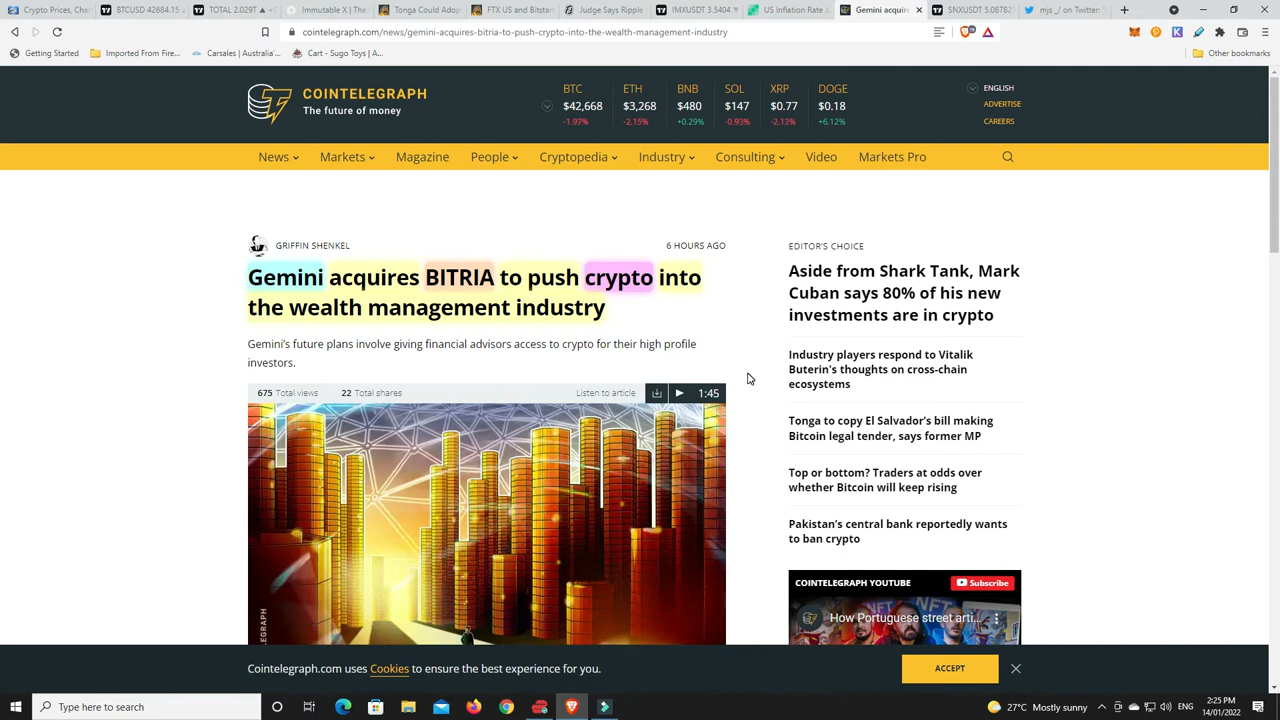 Crypto Prices, Char
BTCUSD 42684.15
TOTAL 2.029T
Immutable X | The
Tonga Could Adop
FTX US and Bitstam
Judge Says Ripple
IMXUSDT 3.5404
US Inflation Rate
Gemini acquire
SNXUSDT 5.08782
mjs _/ on Twitter
cointelegraph.com/news/gemini-acquires-bitria-to-push-crypto-into-the-wealth-management-industry
Getting Started
Imported From Fire...
Carsales | Australia'...
Cart - Sugo Toys | A...
Other bookmarks
COINTELEGRAPH
The future of money
BTC ETH BNB SOL XRP DOGE
$42,668 $3,268 $480 $147 $0.77 $0.18
-1.97% -2.15% +0.29% -0.93% -2.13% +6.12%
ENGLISH
ADVERTISE
CAREERS
News Markets Magazine People Cryptopedia Industry Consulting Video Markets Pro
GRIFFIN SHENKEL
6 HOURS AGO
Gemini acquires BITRIA to push crypto into
the wealth management industry
Gemini's future plans involve giving financial advisors access to crypto for their high profile
investors.
675 Total views
22 Total shares
Listen to article
1:45
EGRAPH
EDITOR'S CHOICE
Aside from Shark Tank, Mark
Cuban says 80% of his new
investments are in crypto
Industry players respond to Vitalik
Buterin's thoughts on cross-chain
ecosystems
Tonga to copy El Salvador's bill making
Bitcoin legal tender, says former MP
Top or bottom? Traders at odds over
whether Bitcoin will keep rising
Pakistan's central bank reportedly wants
to ban crypto
COINTELEGRAPH YOUTUBE
Subscribe
How Portuguese street arti...
Cointelegraph.com uses Cookies to ensure the best experience for you.
ACCEPT
Type here to search
27°C Mostly sunny
2:25 PM
14/01/2022